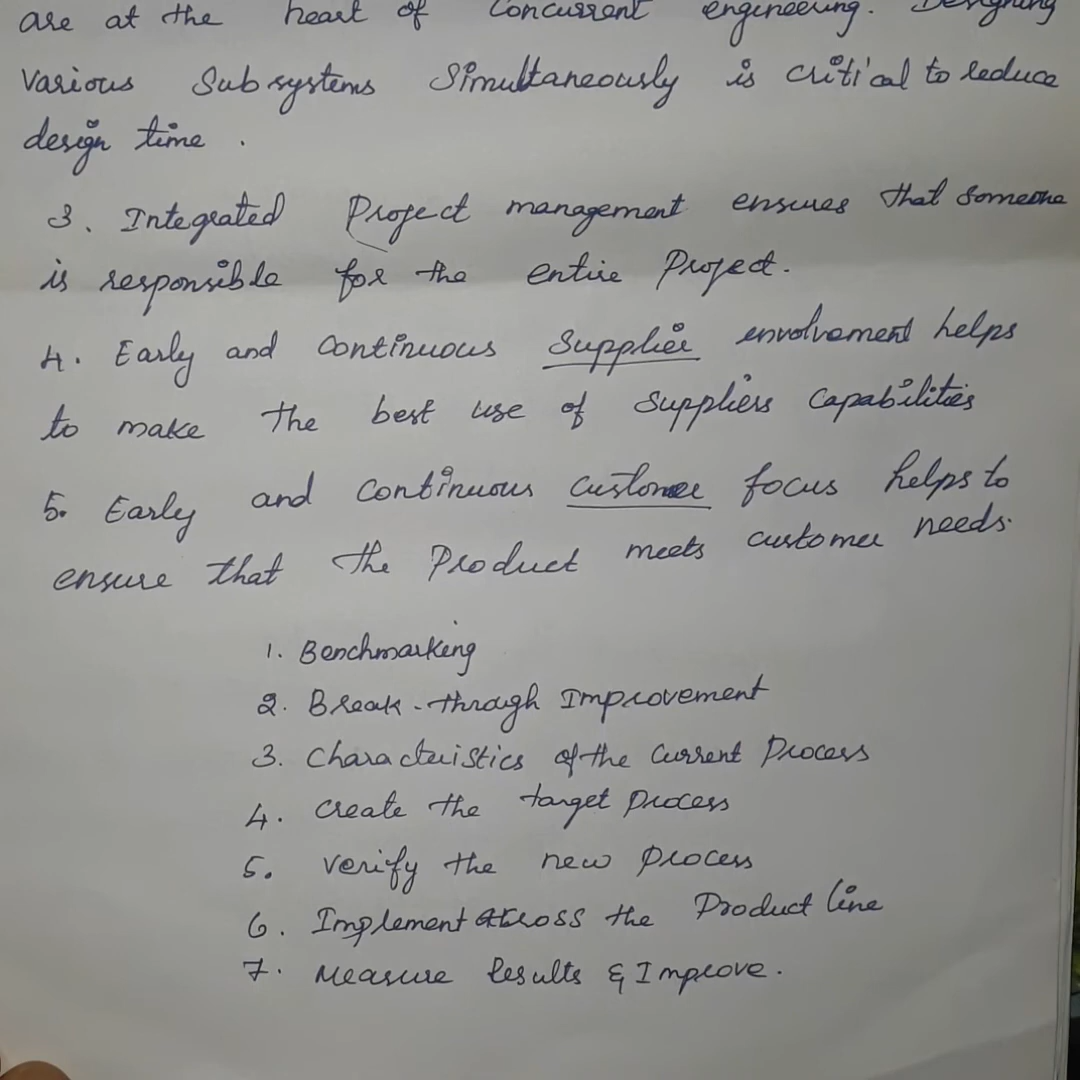 are at the heart of Concurrent engineering. Designing
various Subsystems Simultaneously is critical to reduce
design time .
3. Integrated Project management ensures that Someone
is responsible for the entire Project.
4. Early and Continuous Supplier envolvement helps
to make the best use of Suppliers Capabilities
5. Early and Continuous Customer focus helps to
ensure that the Product meets customer needs.
1. Benchmarking
2. Break-through Improvement
3. Characteristics of the Current Process
4. Create the target Process
5. verify the new Process
6. Implement across the Product line
7. Measure Results & Improve.